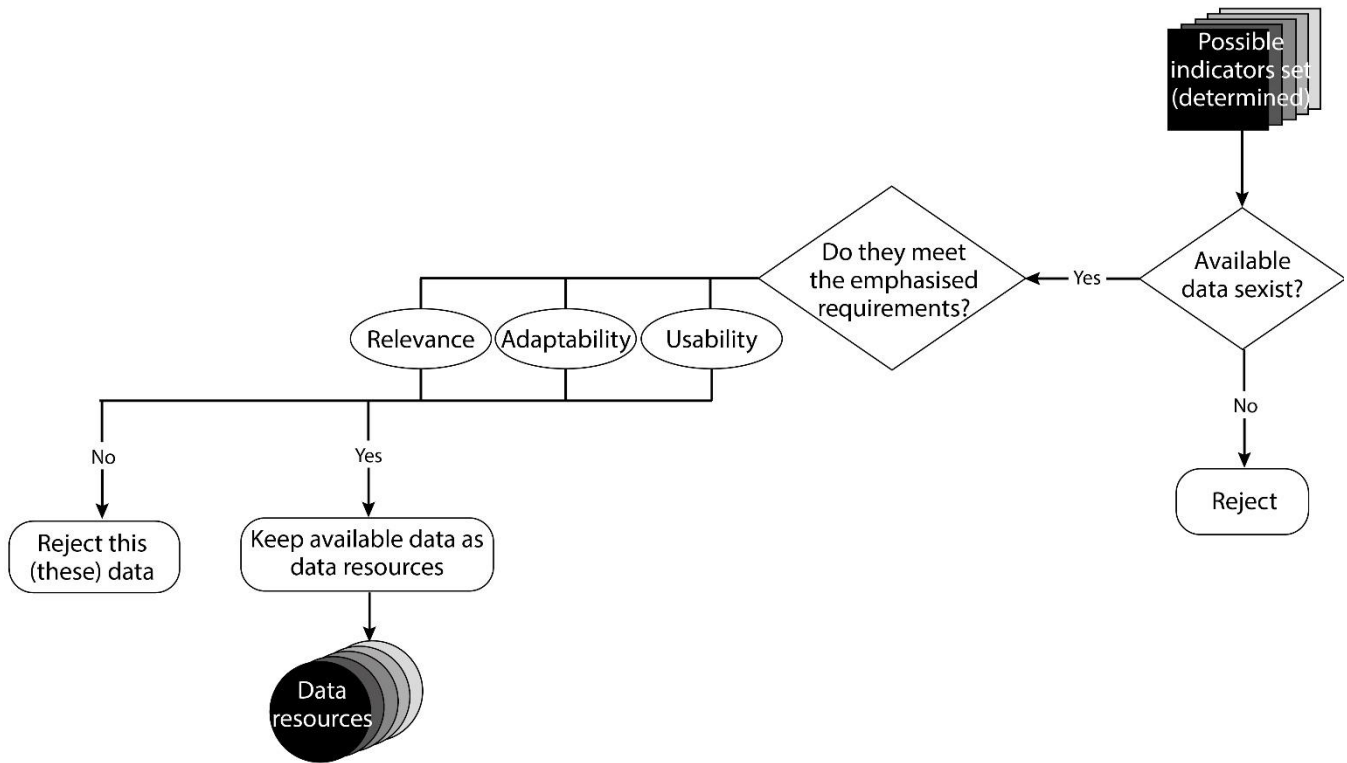 Possible
indicators set
(determined)
Available
data sexist?
Yes
No
Reject
Do they meet
the emphasised
requirements?
Relevance
Adaptability
Usability
No
Yes
Reject this
(these) data
Keep available data as
data resources
Data
resources